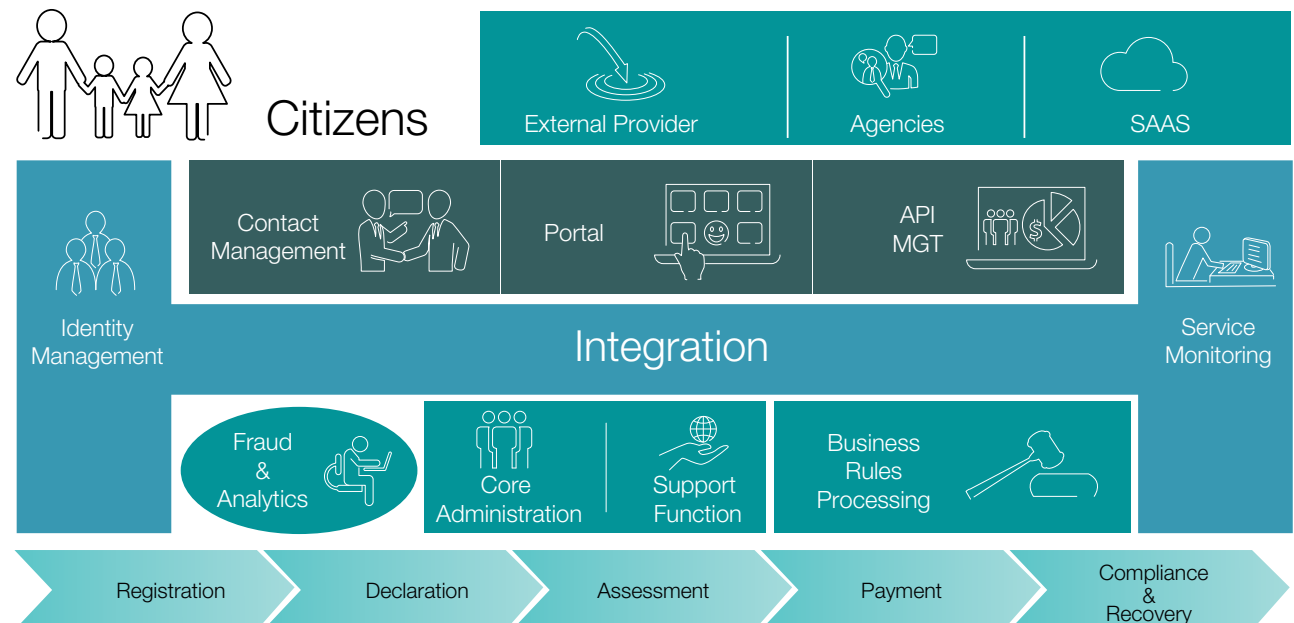 Citizens
External Provider
Agencies
SAAS
Contact
Management
Portal
API
MGT
$
Identity
Management
Integration
Service
Monitoring
Fraud
&
Analytics
Core
Administration
Support
Function
Business
Rules
Processing
Registration
Declaration
Assessment
Payment
Compliance
&
Recovery